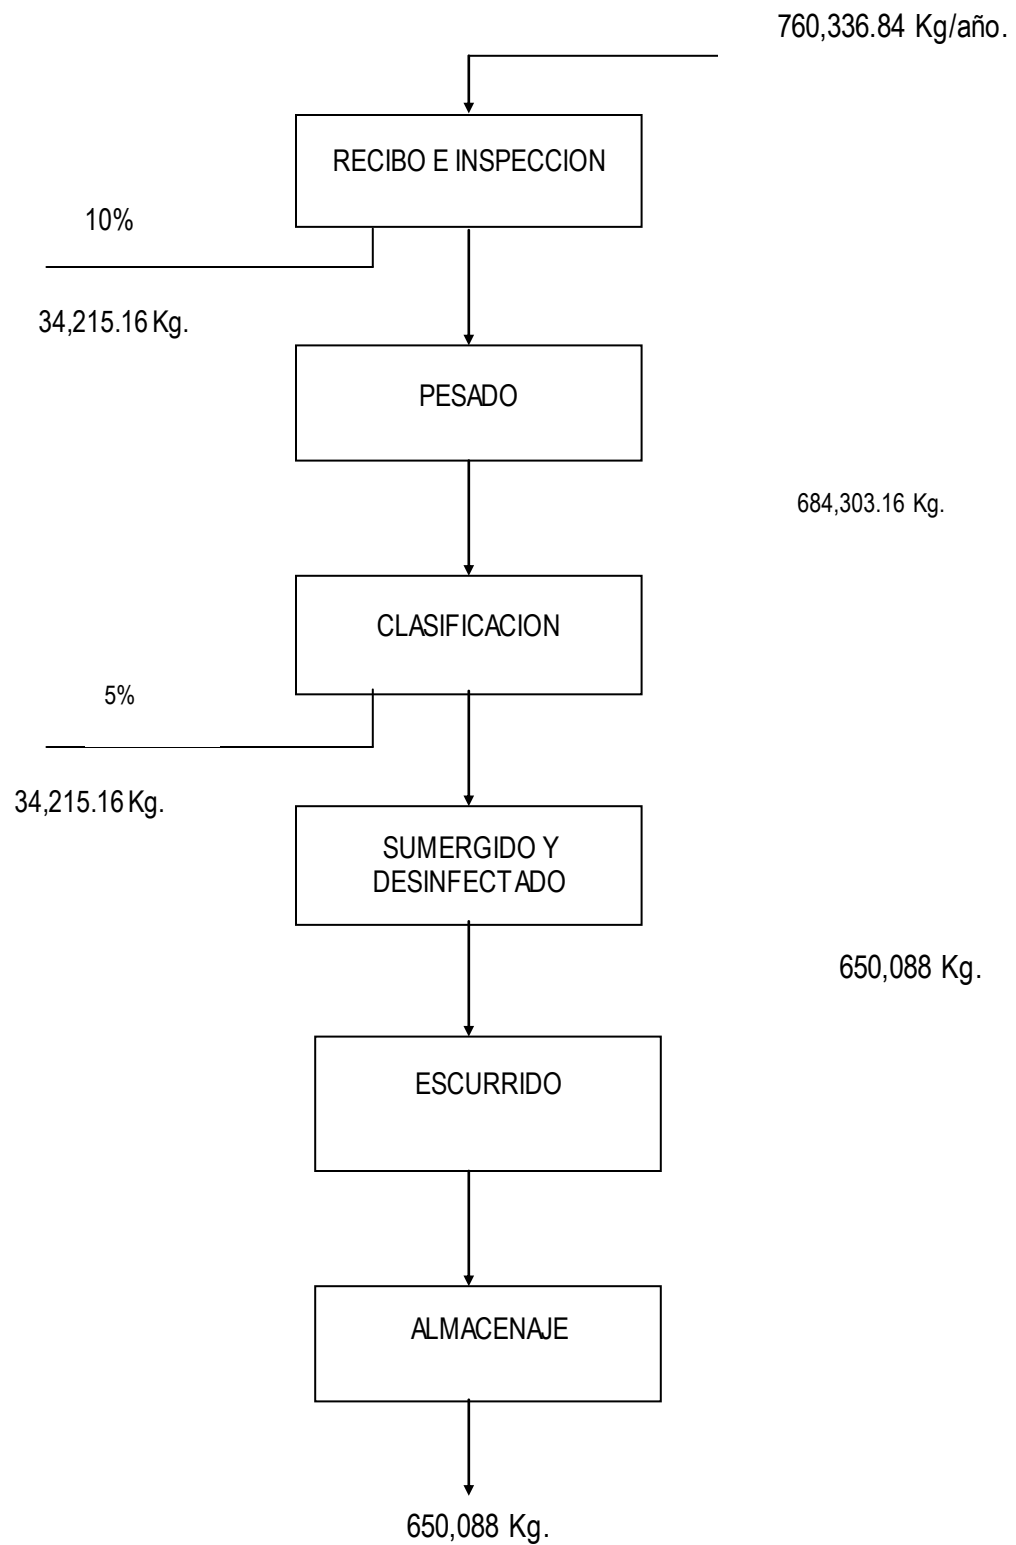 760,336.84 Kg/año.
RECIBO E INSPECCION
10%
34,215.16 Kg.
PESADO
684,303.16 Kg.
CLASIFICACION
5%
34,215.16 Kg.
SUMERGIDO Y
DESINFECTADO
650,088 Kg.
ESCURRIDO
ALMACENAJE
650,088 Kg.